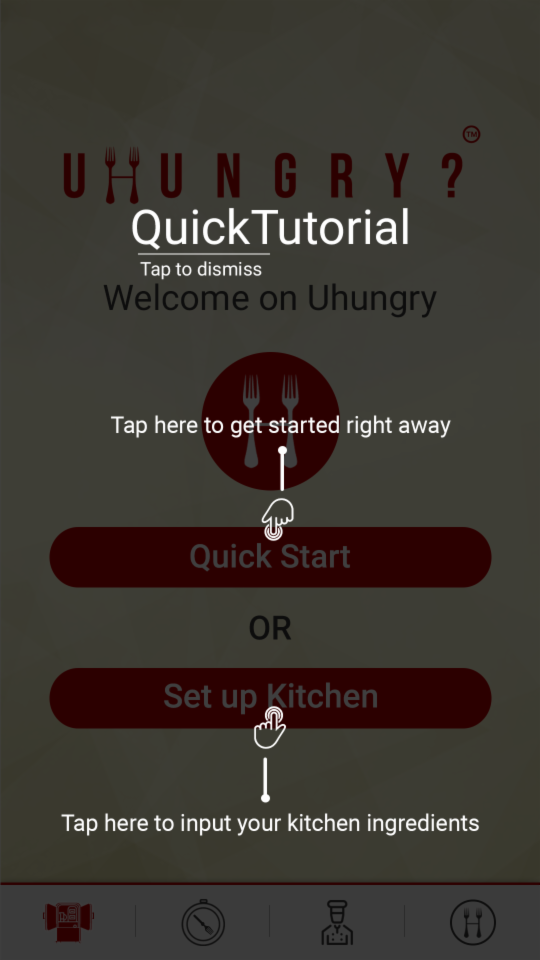 UHUNGRY?
TM
QuickTutorial
Tap to dismiss
Welcome on Uhungry
Tap here to get started right away
Quick Start
OR
Set up Kitchen
Tap here to input your kitchen ingredients